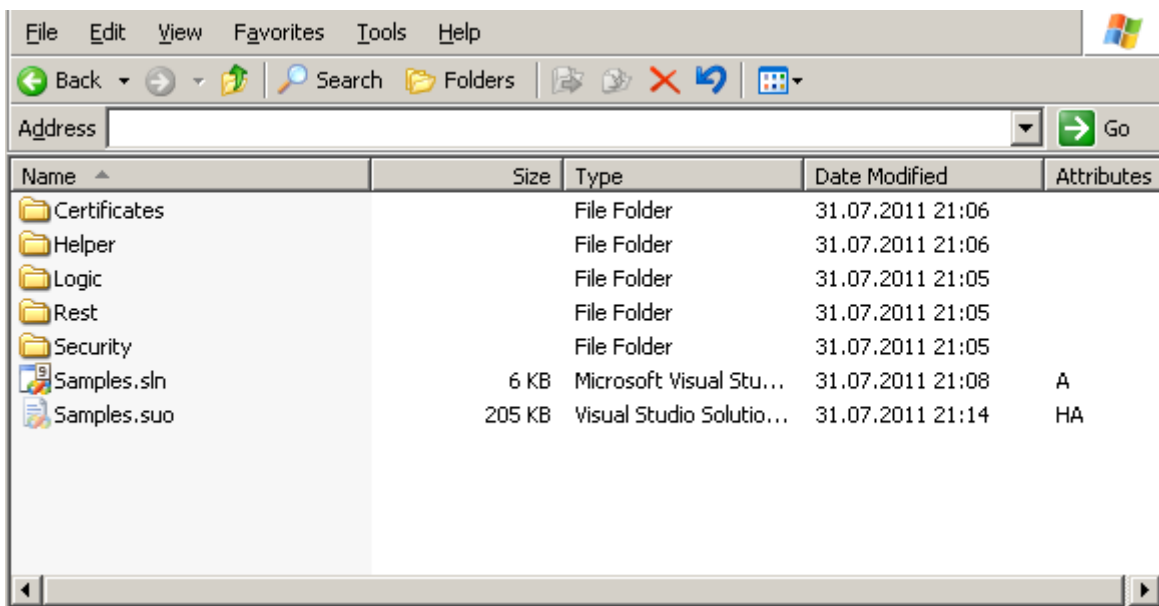 File Edit View Favorites Tools Help
Back Search Folders
Address Go
Name Size Type Date Modified Attributes
Certificates File Folder 31.07.2011 21:06
Helper File Folder 31.07.2011 21:06
Logic File Folder 31.07.2011 21:05
Rest File Folder 31.07.2011 21:05
Security File Folder 31.07.2011 21:05
Samples.sln 6 KB Microsoft Visual Stu... 31.07.2011 21:08 A
Samples.suo 205 KB Visual Studio Solutio... 31.07.2011 21:14 HA